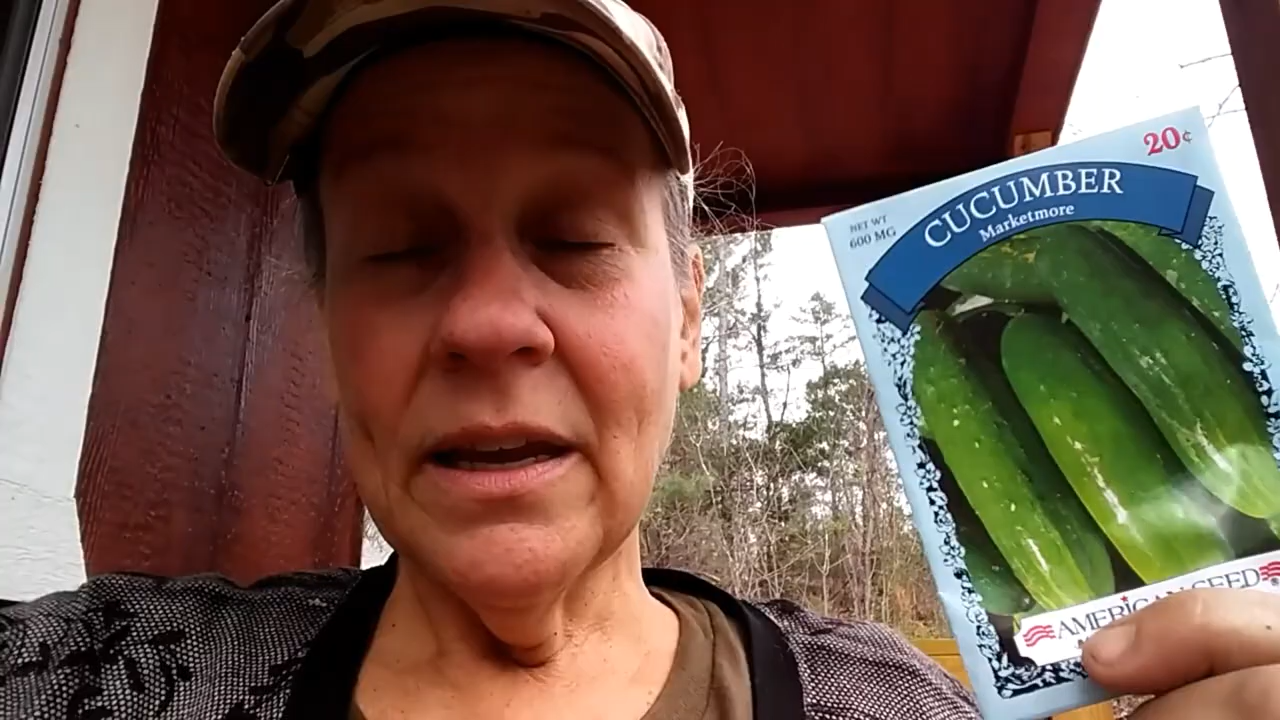 20¢
NET WT
600 MG
CUCUMBER
Marketmore
AMERICAN SEED